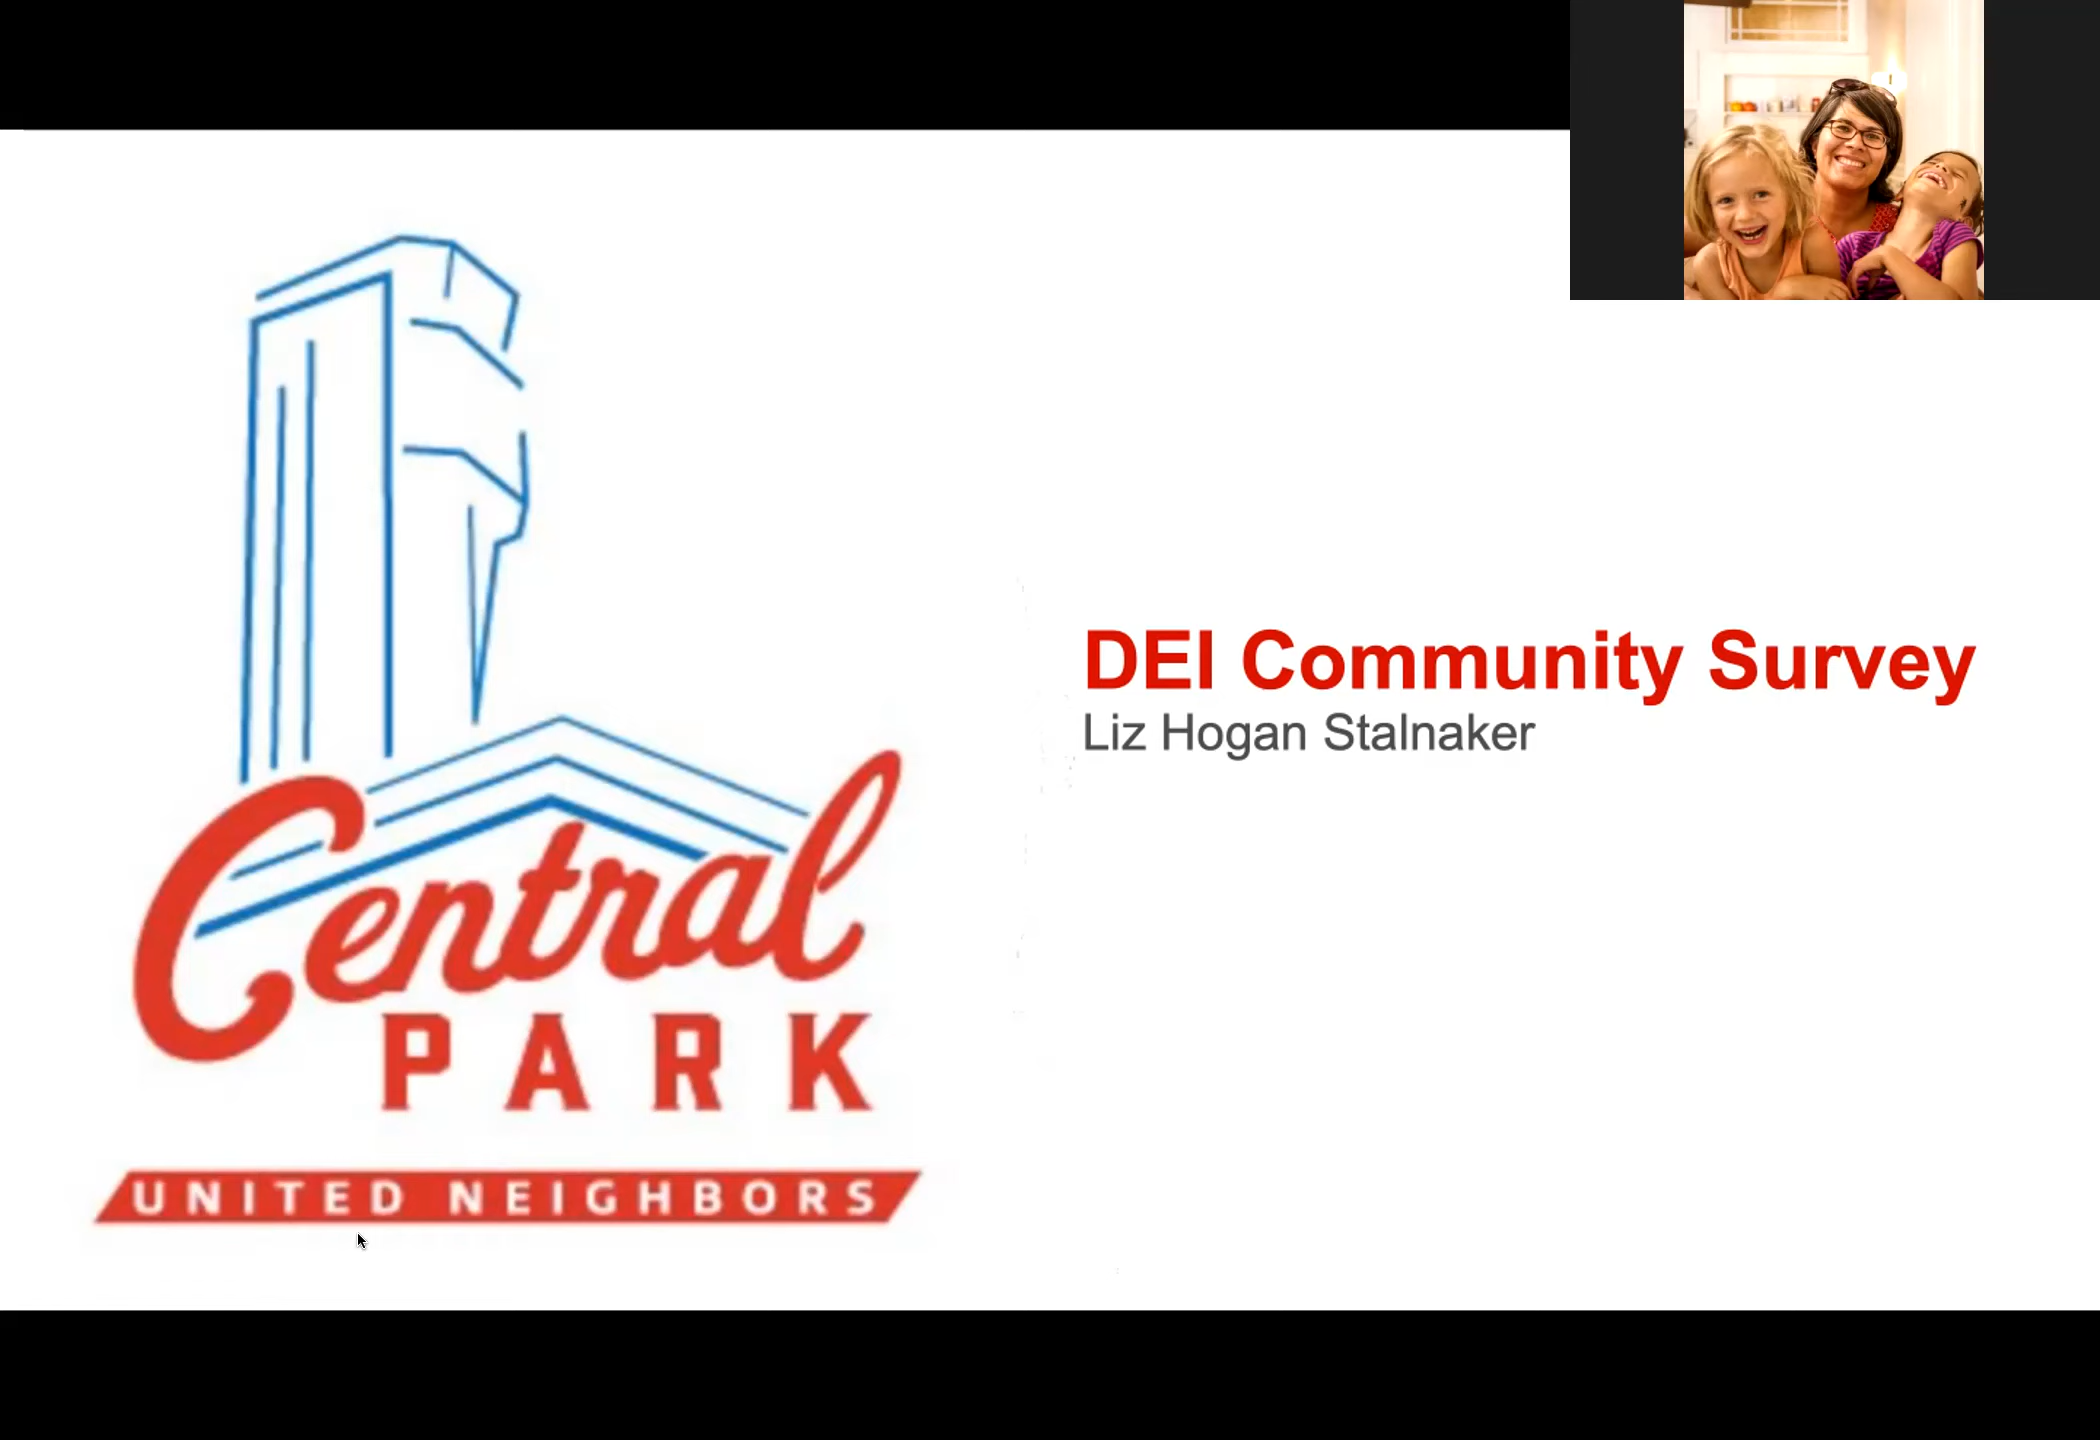 Central
PARK
UNITED NEIGHBORS
DEI Community Survey
Liz Hogan Stalnaker